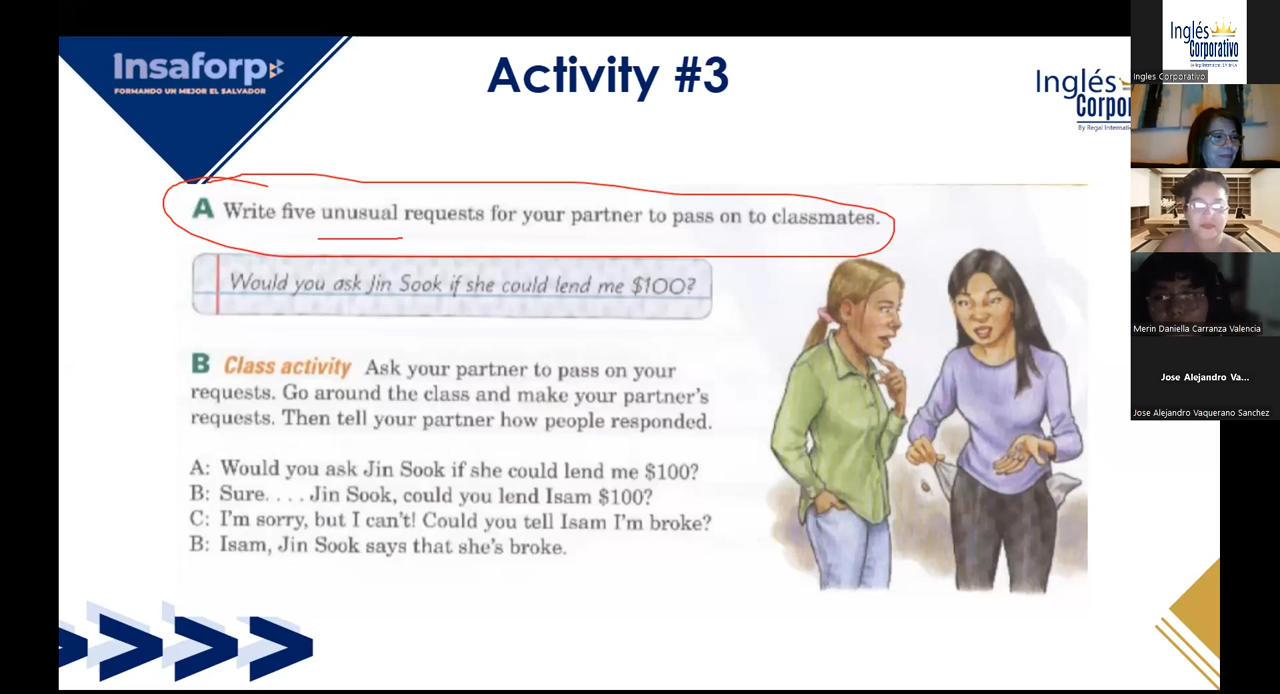 Insaforp
FORMANDO UN MEJOR EL SALVADOR
Activity #3
Inglés
Corpor
By Regal Internati
A Write five unusual requests for your partner to pass on to classmates.
Would you ask Jin Sook if she could lend me $100?
B Class activity Ask your partner to pass on your
requests. Go around the class and make your partner's
requests. Then tell your partner how people responded.
A: Would you ask Jin Sook if she could lend me $100?
B: Sure. . . . Jin Sook, could you lend Isam $100?
C: I'm sorry, but I can't! Could you tell Isam I'm broke?
B: Isam, Jin Sook says that she's broke.
Inglés
Corporativo
Ingles Corporativo
Merin Daniella Carranza Valencia
Jose Alejandro Va...
Jose Alejandro Vaquerano Sanchez